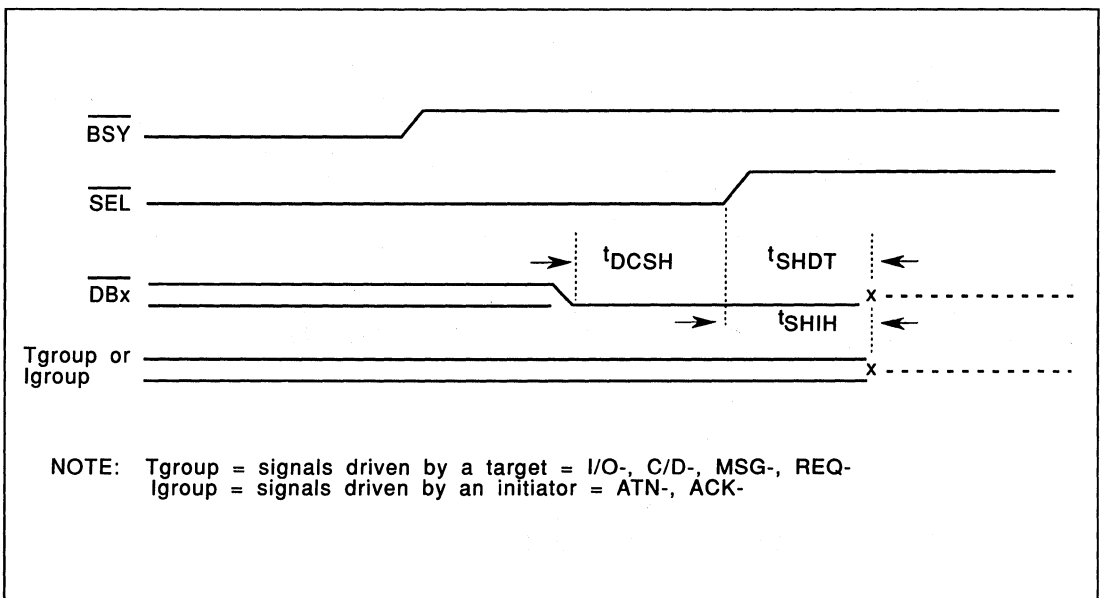 BSY
SEL
tDCSH tSHDT
DBx x
tSHIH
Tgroup or
Igroup x
NOTE: Tgroup = signals driven by a target = I/O-, C/D-, MSG-, REQ-
Igroup = signals driven by an initiator = ATN-, ACK-